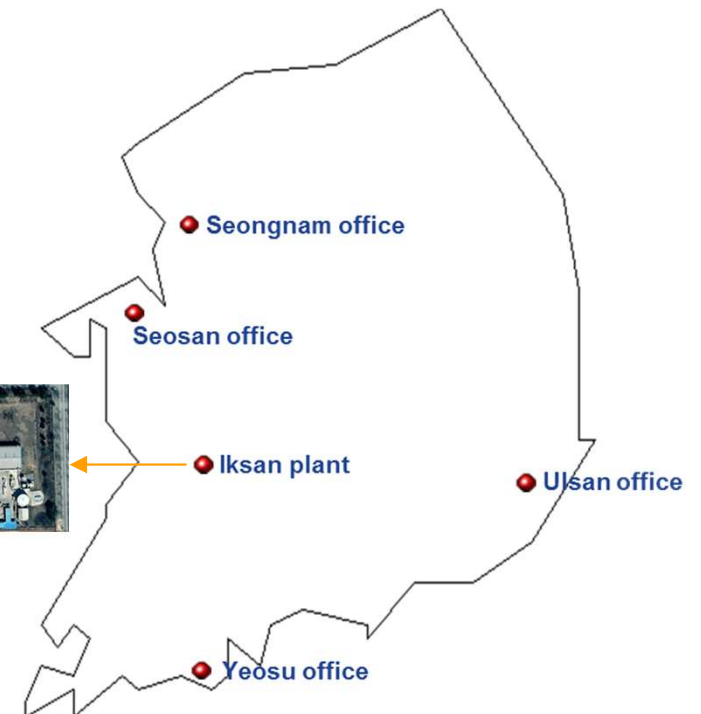 Seongnam office
Seosan office
Iksan plant
Ulsan office
Yeosu office